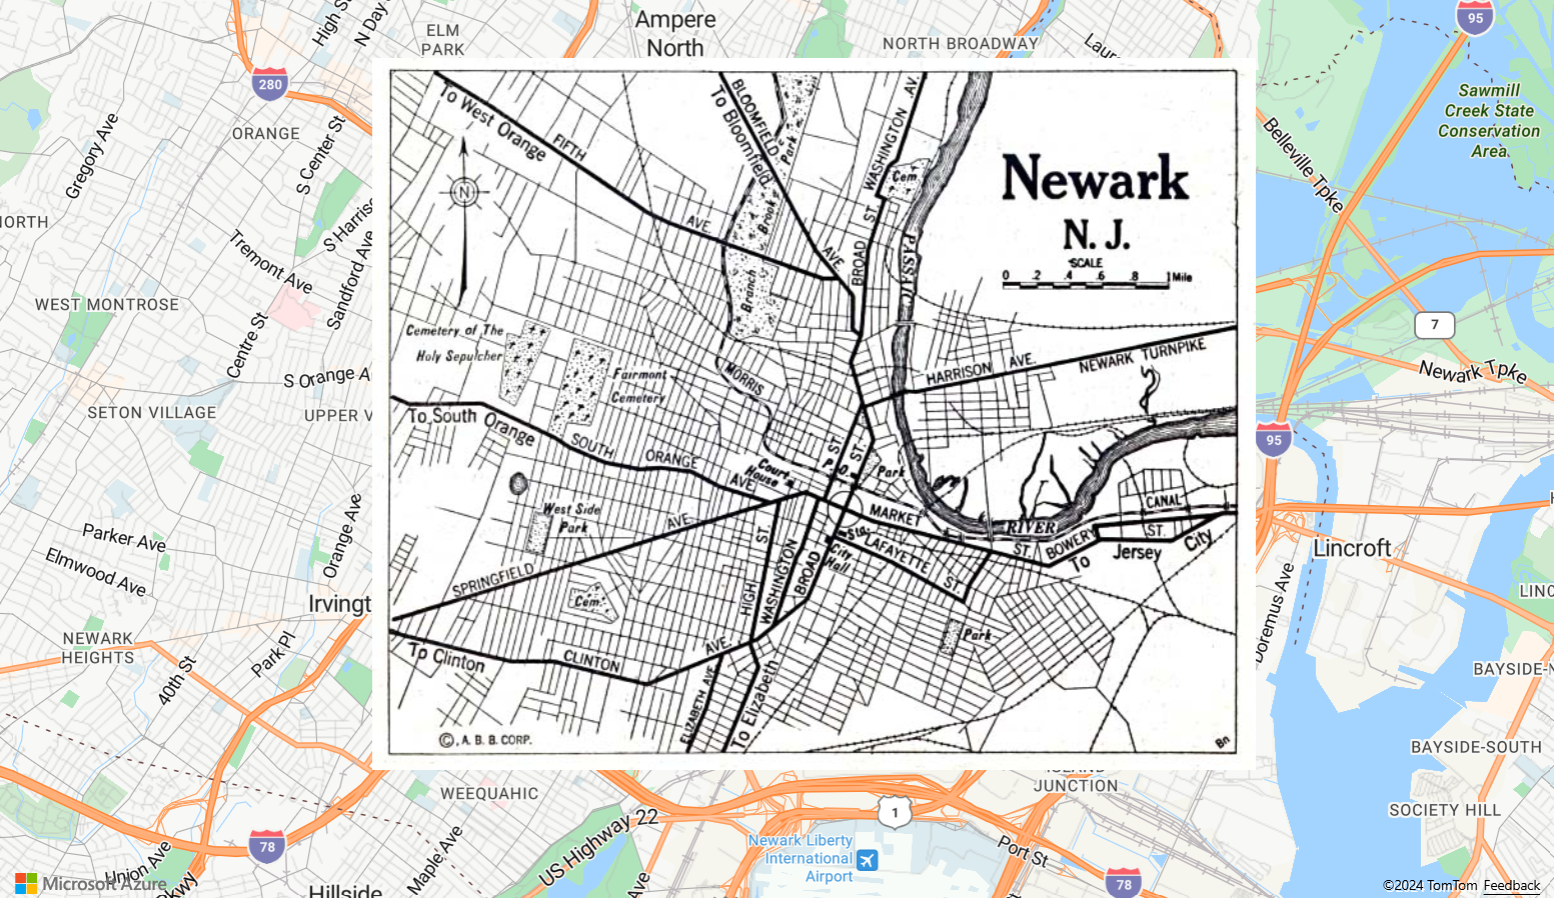 High St
N Day
ELM
PARK
Ampere
North
NORTH BROADWAY
95
280
ORANGE
Gregory Ave
S Center St
S Harris
ORTH
Tremont Ave
Sandford Ave
WEST MONTROSE
Centre St
S Orange A
SETON VILLAGE
UPPER V
Parker Ave
Elmwood Ave
Orange Ave
Irvingt
NEWARK
HEIGHTS
Park Pl
40th St
WEEQUAHIC
78
Union Ave
Pkwy
Hillside
Maple Ave
US Highway 22
Ave
Newark Liberty
International
Airport
1
Port St
78
JUNCTION
Sawmill
Creek State
Conservation
Area
Belleville Tpke
7
Newark Tpke
95
Lincroft
LINC
Doremus Ave
BAYSIDE-N
BAYSIDE-SOUTH
SOCIETY HILL
Microsoft Azure
©2024 TomTom Feedback
To West Orange
FIFTH
AVE.
BLOOMFIELD
To Bloomfield
AVE
Park
Brook
Branch
WASHINGTON AV.
ST.
BROAD
Cem
PASSAIC
Newark
N. J.
SCALE
0 .2 .4 .6 .8 1 Mile
N
Cemetery of The
Holy Sepulcher
Fairmont
Cemetery
MORRIS
HARRISON AVE.
NEWARK TURNPIKE
To South Orange
SOUTH ORANGE
AVE.
Court
House
ST.
ST.
P.O.
Park
West Side
Park
MARKET
ST.
RIVER
CANAL
BOWERY
ST.
To Jersey City
Sta.
LAFAYETTE ST.
City
Hall
SPRINGFIELD
AVE.
Cem.
HIGH
ST.
WASHINGTON
BROAD
Park
To Clinton
CLINTON
AVE.
ELIZABETH AVE.
To Elizabeth
©, A. B. B. CORP.
Bn